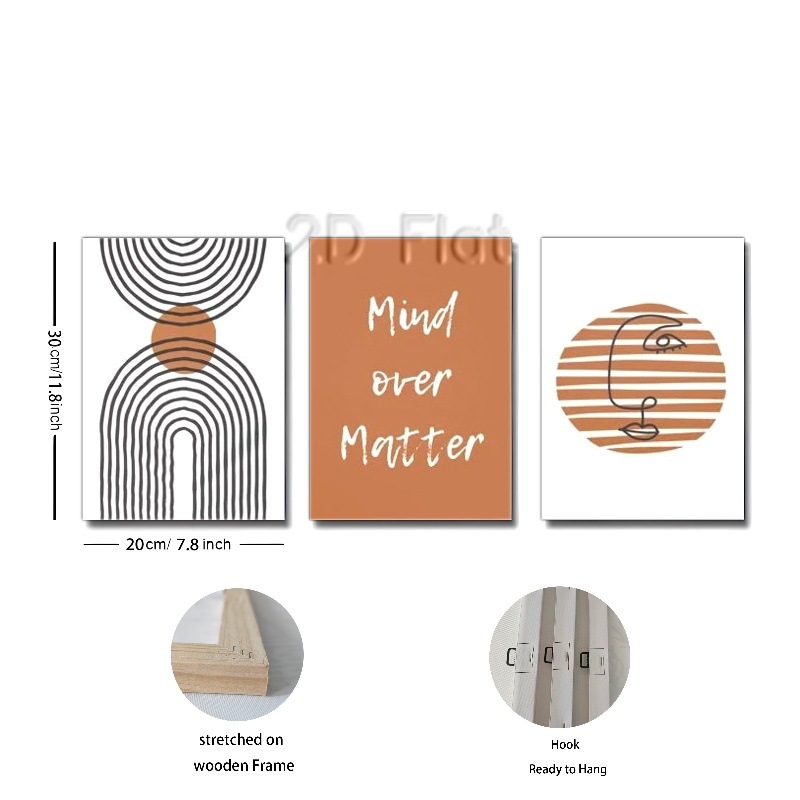 2.D Flat
Mind
over
Matter
30cm/11.8inch
20cm/ 7.8 inch
stretched on
wooden Frame
Hook
Ready to Hang